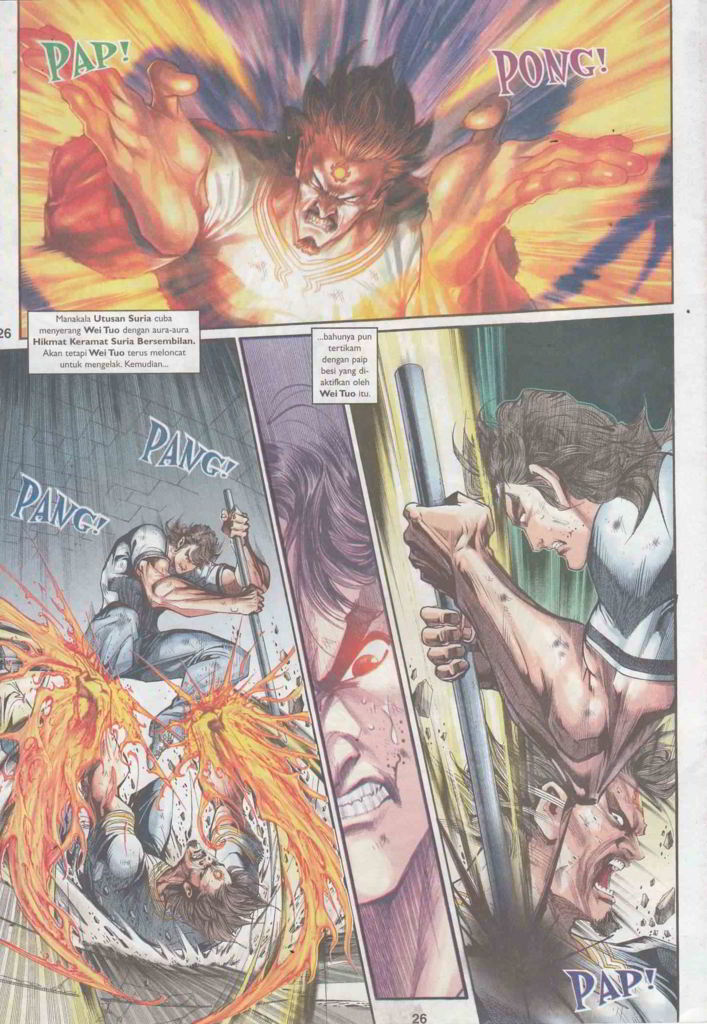 PAP!
PONG!
26
Manakala Utusan Suria cuba
menyerang Wei Tuo dengan aura-aura
Hikmat Keramat Suria Bersembilan.
Akan tetapi Wei Tuo terus meloncat
untuk mengelak. Kemudian...
...bahunya pun
tertikam
dengan paip
besi yang di-
aktifkan oleh
Wei Tuo itu.
PANG!
PANG!
PAP!
26